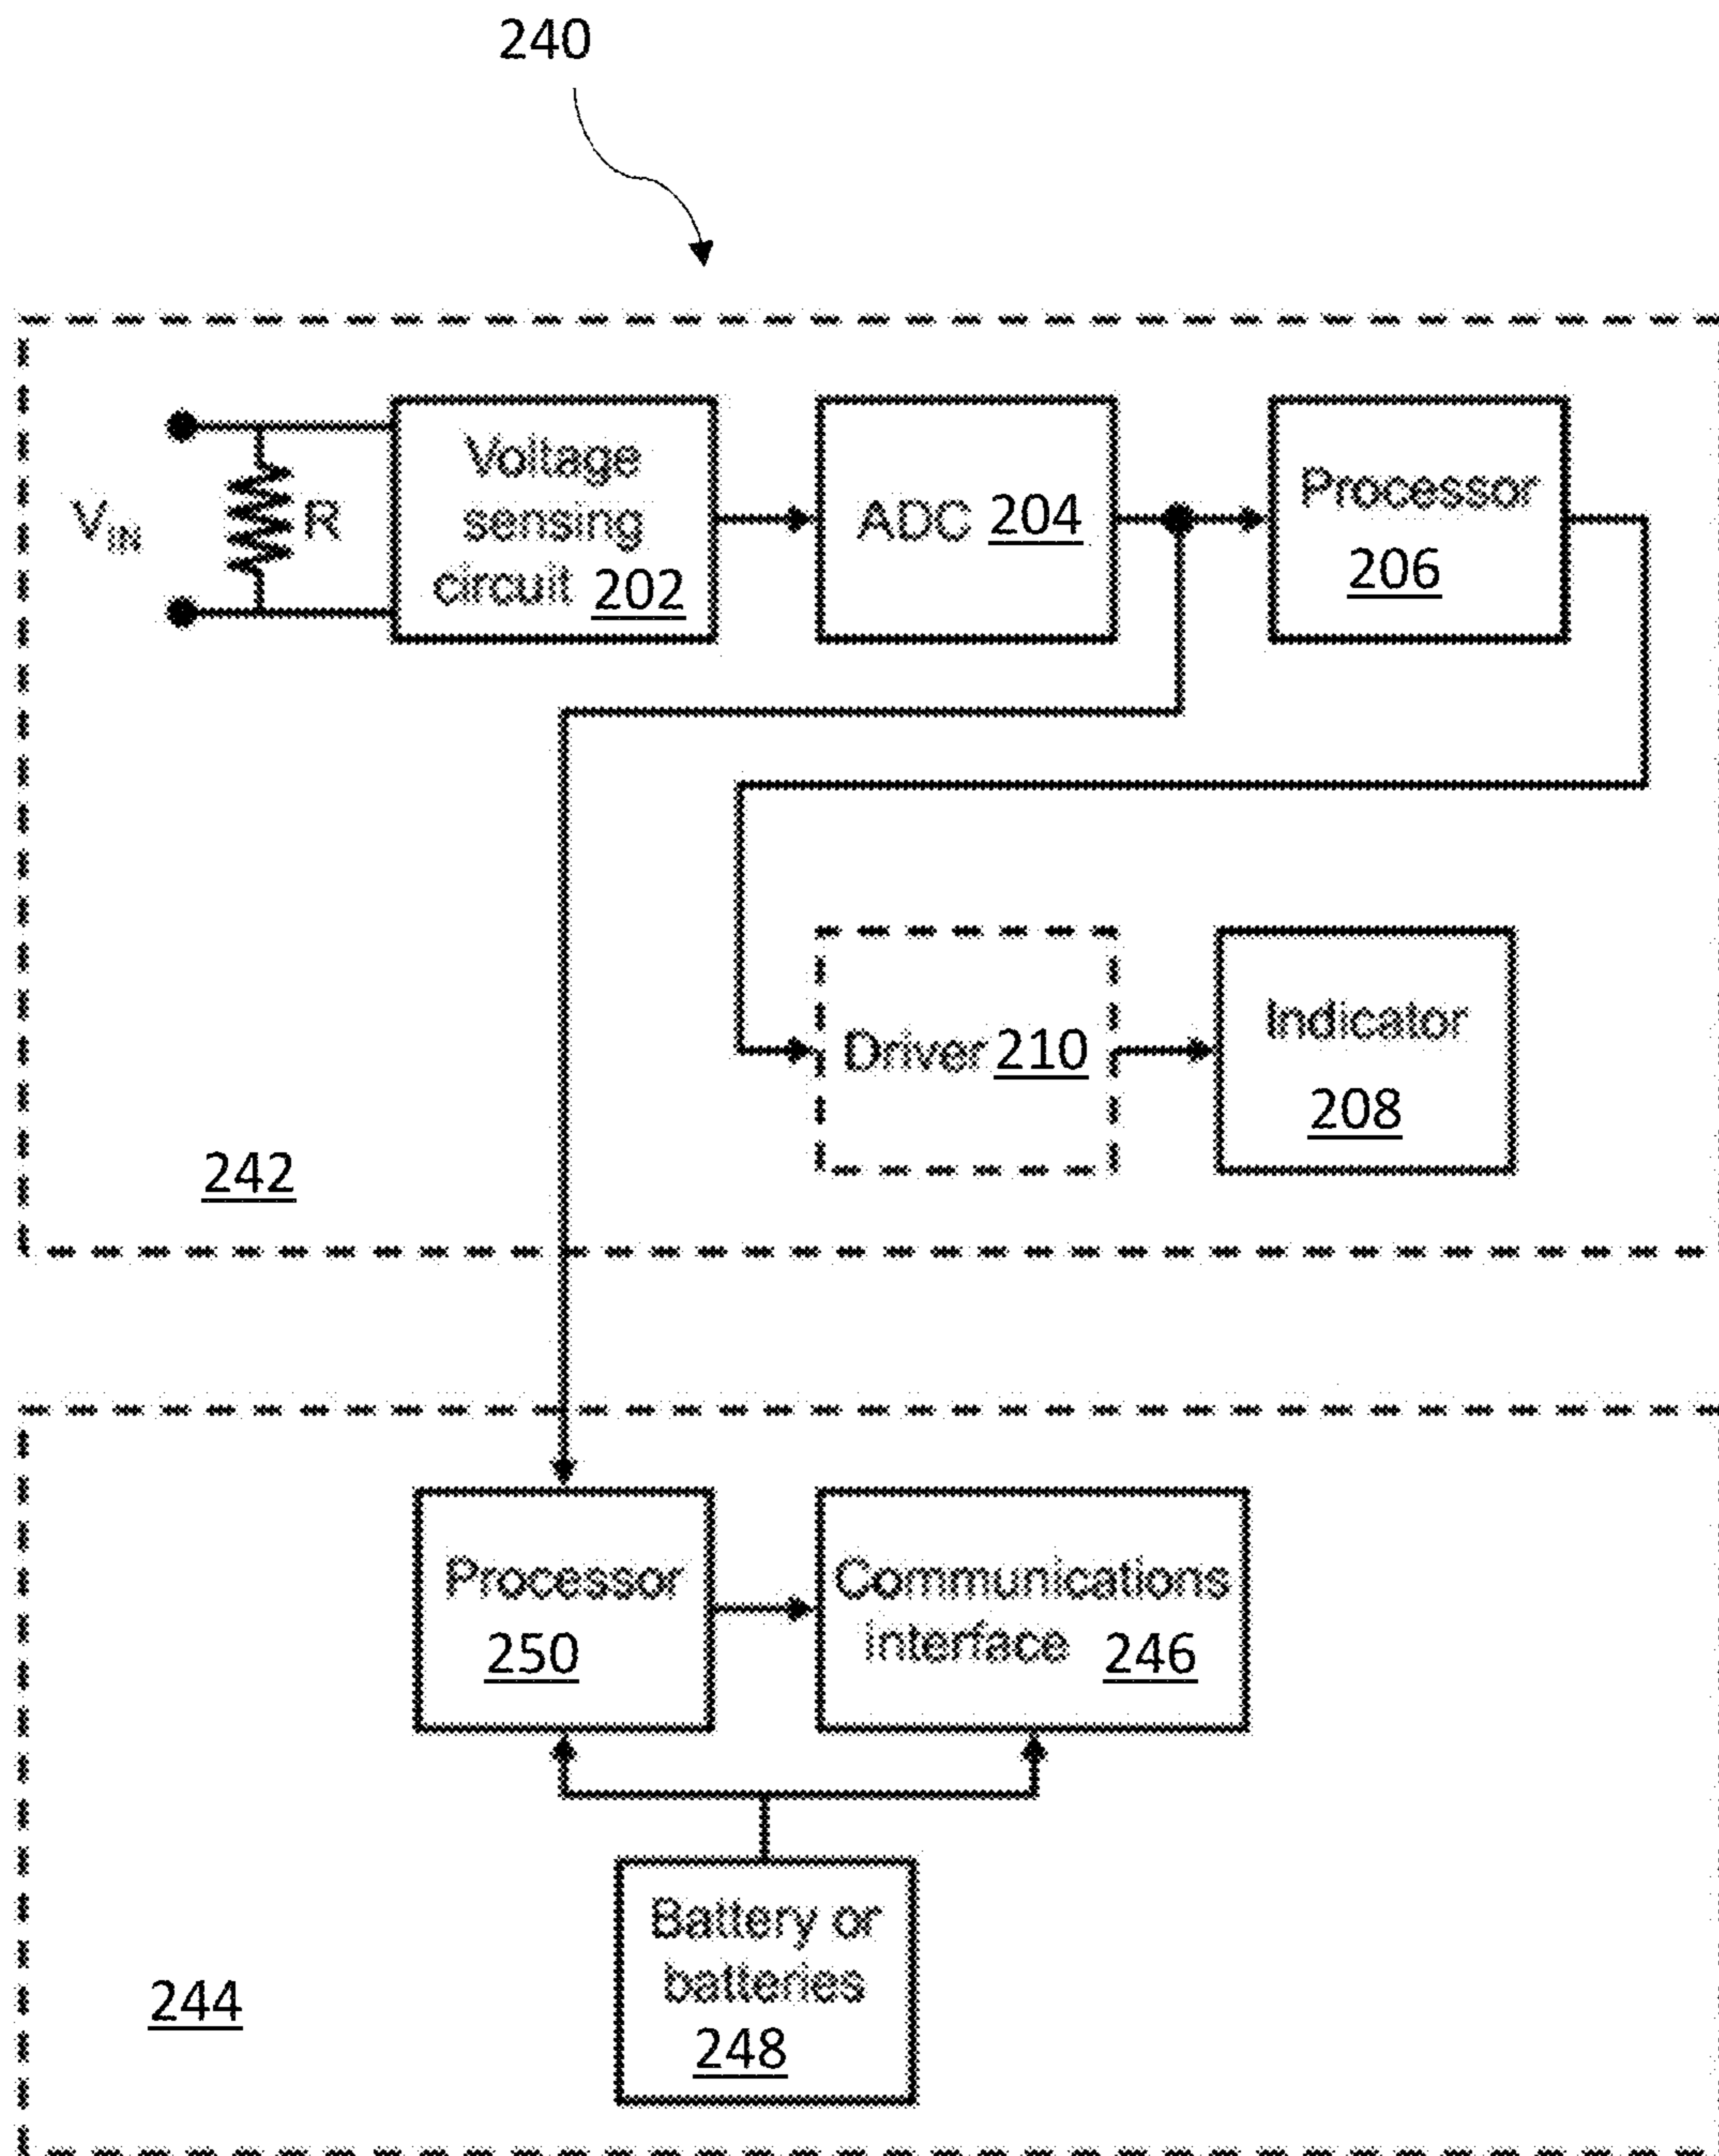 240
V_IN
R
Voltage
sensing
circuit 202
ADC 204
Processor
206
Driver 210
Indicator
208
242
Processor
250
Communications
interface 246
Battery or
batteries
248
244